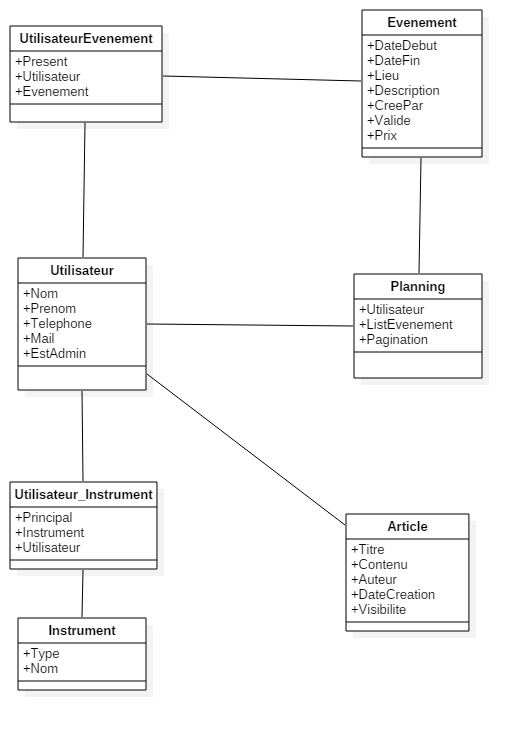 UtilisateurEvenement
+Present
+Utilisateur
+Evenement
Evenement
+DateDebut
+DateFin
+Lieu
+Description
+CreePar
+Valide
+Prix
Utilisateur
+Nom
+Prenom
+Telephone
+Mail
+EstAdmin
Planning
+Utilisateur
+ListEvenement
+Pagination
Utilisateur_Instrument
+Principal
+Instrument
+Utilisateur
Article
+Titre
+Contenu
+Auteur
+DateCreation
+Visibilite
Instrument
+Type
+Nom